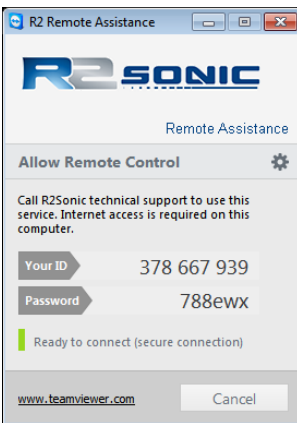 R2 Remote Assistance
R2SONIC
Remote Assistance
Allow Remote Control
Call R2Sonic technical support to use this
service. Internet access is required on this
computer.
Your ID 378 667 939
Password 788ewx
Ready to connect (secure connection)
www.teamviewer.com Cancel